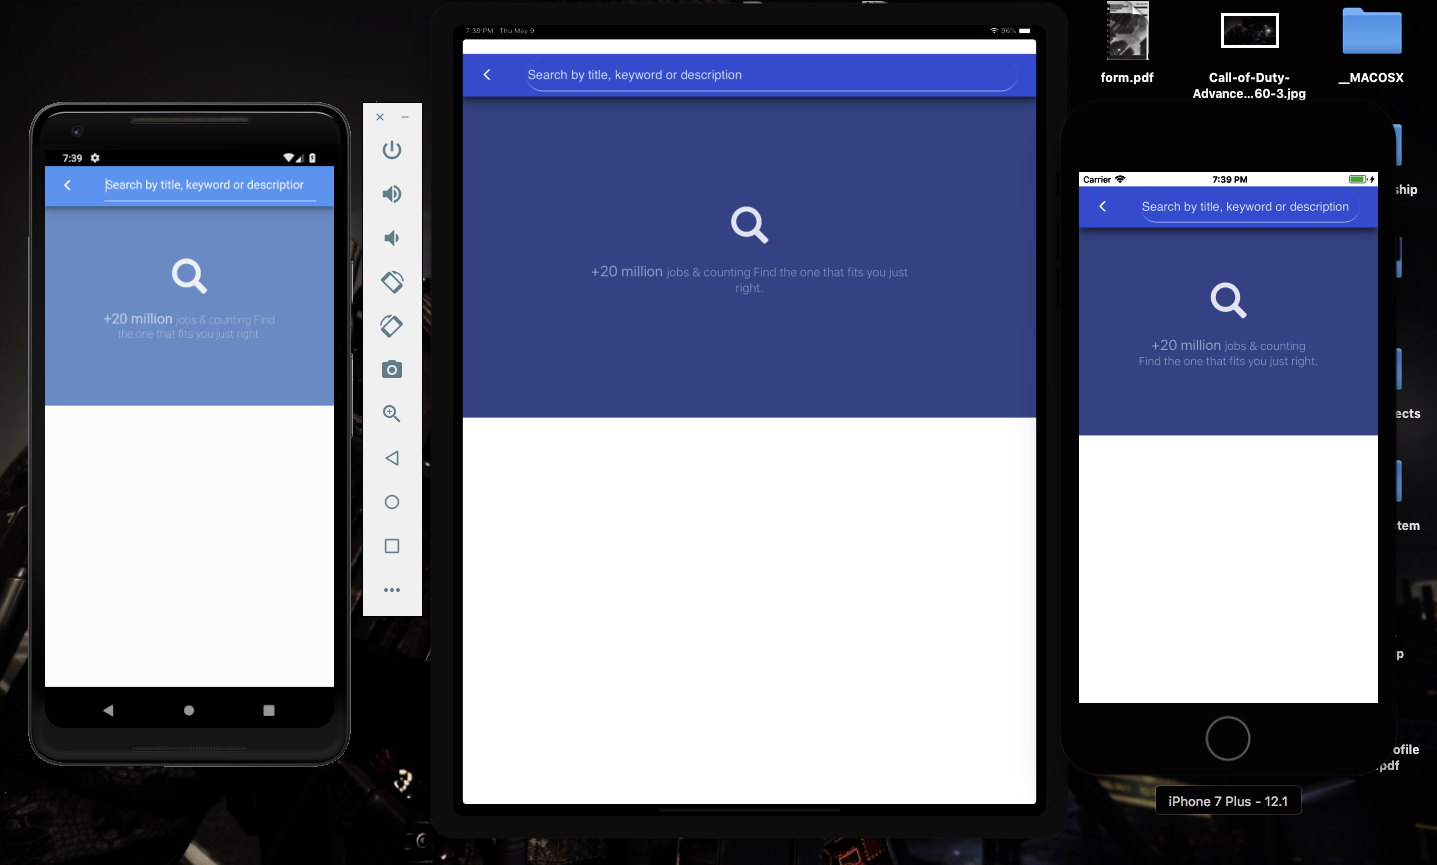 7:39
Search by title, keyword or description
+20 million jobs & counting Find
the one that fits you just right.
7:39 PM Thu May 9
96%
Search by title, keyword or description
+20 million jobs & counting Find the one that fits you just
right.
form.pdf
Call-of-Duty-
Advance...60-3.jpg
__MACOSX
Carrier
7:39 PM
Search by title, keyword or description
+20 million jobs & counting
Find the one that fits you just right.
ship
ects
tem
p
ofile
.pdf
iPhone 7 Plus - 12.1